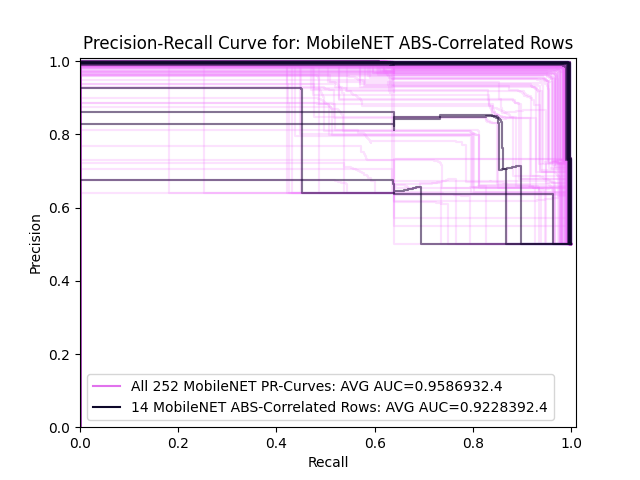 Precision-Recall Curve for: MobileNET ABS-Correlated Rows
1.0
0.8
0.6
0.4
0.2
0.0
Precision
All 252 MobileNET PR-Curves: AVG AUC=0.9586932.4
14 MobileNET ABS-Correlated Rows: AVG AUC=0.9228392.4
0.0 0.2 0.4 0.6 0.8 1.0
Recall